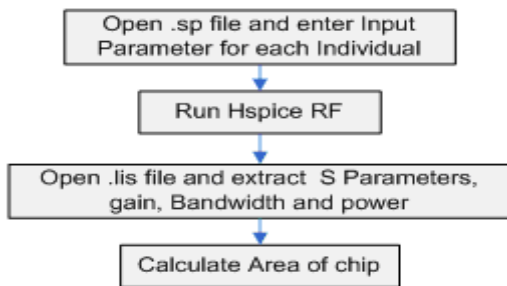 Open .sp file and enter Input
Parameter for each Individual
Run Hspice RF
Open .lis file and extract S Parameters,
gain, Bandwidth and power
Calculate Area of chip